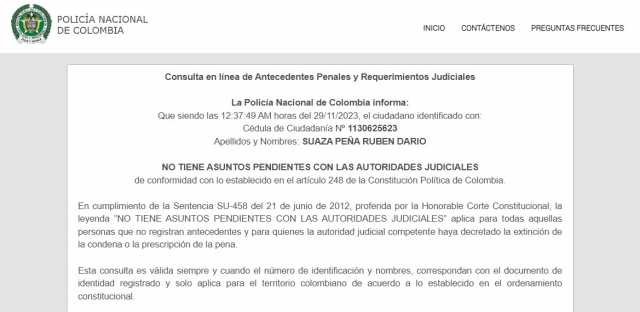 POLICÍA NACIONAL
DE COLOMBIA
INICIO CONTÁCTENOS PREGUNTAS FRECUENTES
Consulta en línea de Antecedentes Penales y Requerimientos Judiciales
La Policía Nacional de Colombia informa:
Que siendo las 12:37:49 AM horas del 29/11/2023, el ciudadano identificado con:
Cédula de Ciudadanía Nº 1130625623
Apellidos y Nombres: SUAZA PEÑA RUBEN DARIO
NO TIENE ASUNTOS PENDIENTES CON LAS AUTORIDADES JUDICIALES
de conformidad con lo establecido en el artículo 248 de la Constitución Política de Colombia.
En cumplimiento de la Sentencia SU-458 del 21 de junio de 2012, proferida por la Honorable Corte Constitucional, la
leyenda "NO TIENE ASUNTOS PENDIENTES CON LAS AUTORIDADES JUDICIALES" aplica para todas aquellas
personas que no registran antecedentes y para quienes la autoridad judicial competente haya decretado la extinción de
la condena o la prescripción de la pena.
Esta consulta es válida siempre y cuando el número de identificación y nombres, correspondan con el documento de
identidad registrado y solo aplica para el territorio colombiano de acuerdo a lo establecido en el ordenamiento
constitucional.